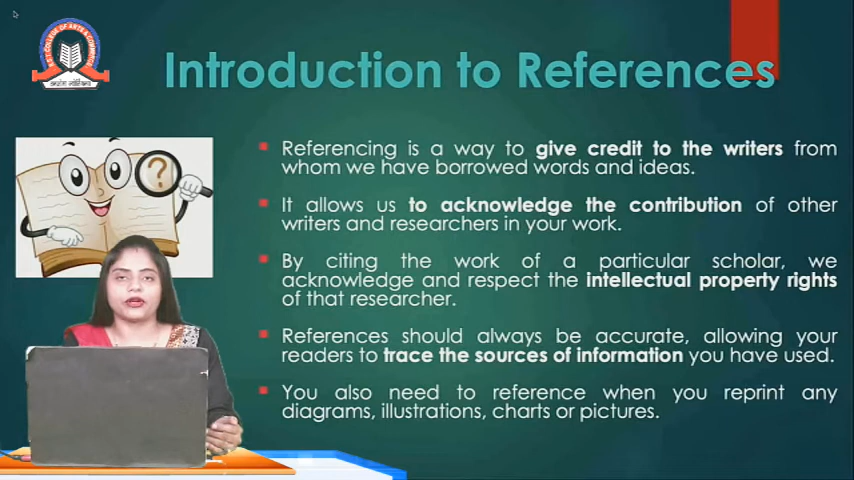 COLLEGE OF ARTS & COMMERCE
Introduction to References
?
Referencing is a way to give credit to the writers from
whom we have borrowed words and ideas.
It allows us to acknowledge the contribution of other
writers and researchers in your work.
By citing the work of a particular scholar, we
acknowledge and respect the intellectual property rights
of that researcher.
References should always be accurate, allowing your
readers to trace the sources of information you have used.
You also need to reference when you reprint any
diagrams, illustrations, charts or pictures.